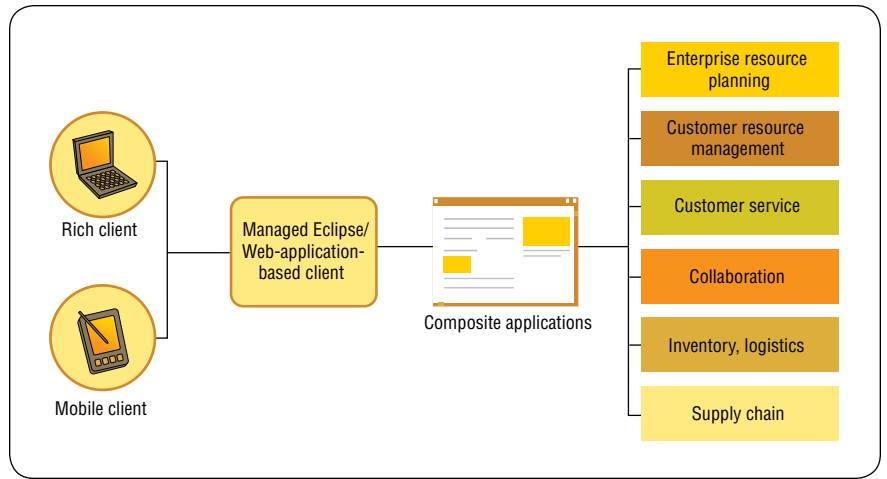 Rich client
Mobile client
Managed Eclipse/
Web-application-
based client
Composite applications
Enterprise resource
planning
Customer resource
management
Customer service
Collaboration
Inventory, logistics
Supply chain